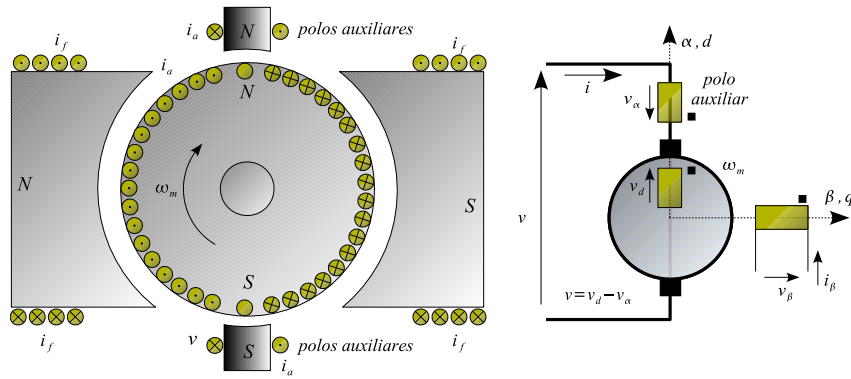 i_a
N
polos auxiliares
i_f
i_f
i_a
N
N
ω_m
S
S
i_f
v
S
polos auxiliares
i_f
i_a
α , d
polo
auxiliar
i
v_α
ω_m
v_d
β , q
v
v=v_d−v_α
v_β
i_β